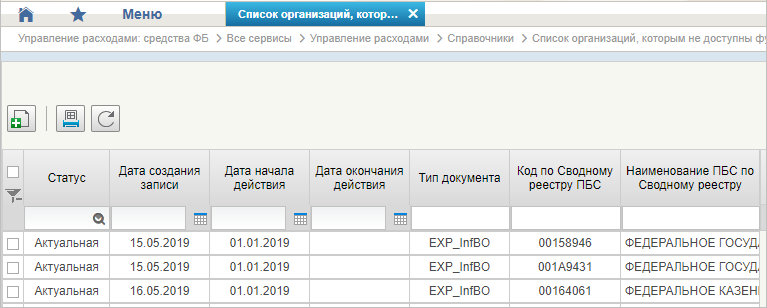 Меню Список организаций, котор...
Управление расходами: средства ФБ Все сервисы Управление расходами Справочники Список организаций, которым не доступны фу
Статус Дата создания записи Дата начала действия Дата окончания действия Тип документа Код по Сводному реестру ПБС Наименование ПБС по Сводному реестру
Актуальная 15.05.2019 01.01.2019 EXP_InfBO 00158946 ФЕДЕРАЛЬНОЕ ГОСУД
Актуальная 15.05.2019 01.01.2019 EXP_InfBO 001А9431 ФЕДЕРАЛЬНОЕ ГОСУД
Актуальная 16.05.2019 01.01.2019 EXP_InfBO 00164061 ФЕДЕРАЛЬНОЕ КАЗЕН